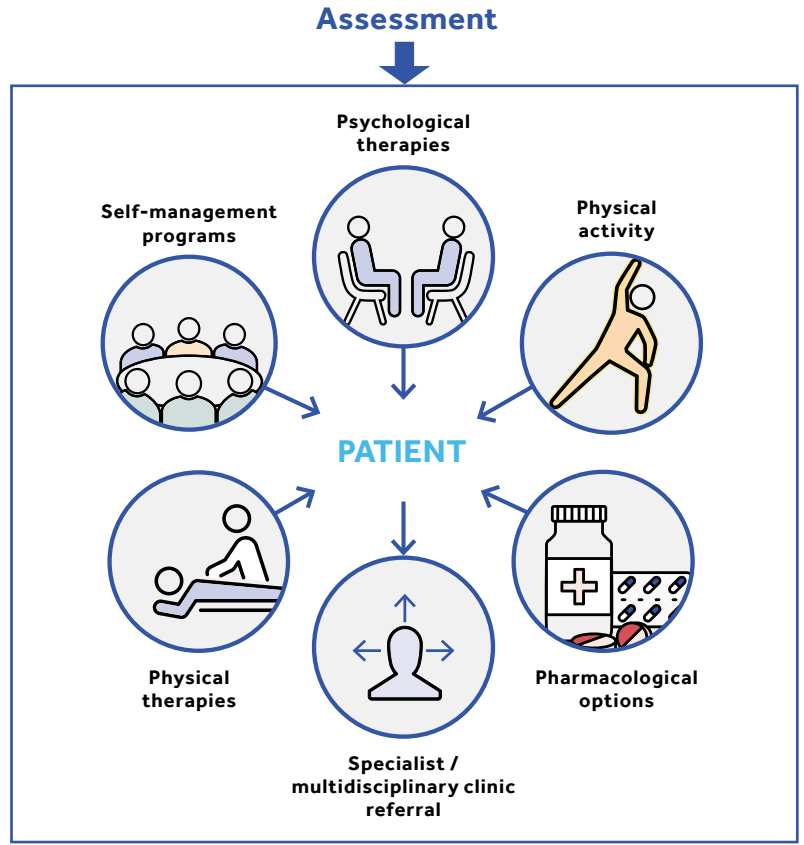 Assessment
Psychological
therapies
Self-management
programs
Physical
activity
PATIENT
Physical
therapies
Pharmacological
options
Specialist /
multidisciplinary clinic
referral